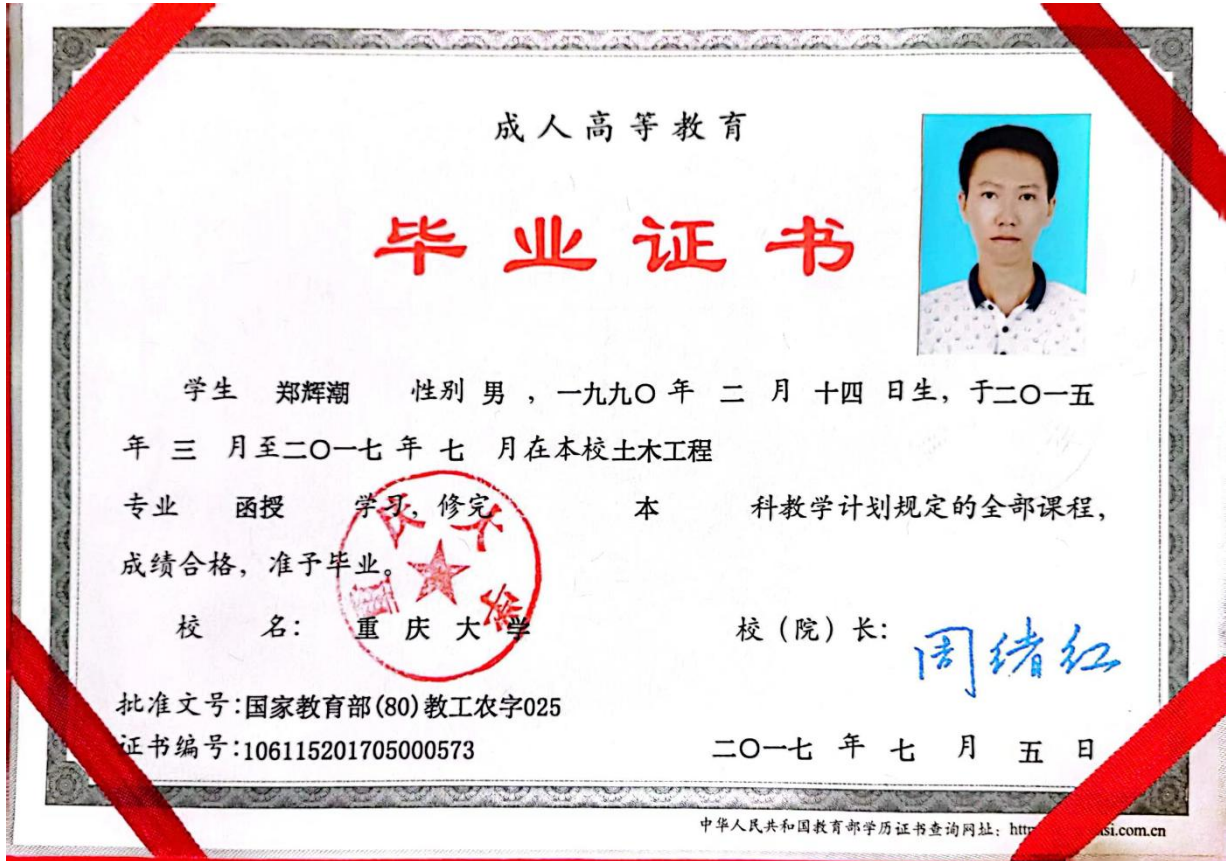 成人高等教育
毕业证书
学生 郑辉潮 性别 男 ，一九九〇 年 二 月 十四 日生，于二〇一五
年 三 月至二〇一七 年 七 月在本校土木工程
专业 函授 学习，修完 本 科教学计划规定的全部课程，
成绩合格，准予毕业。
校 名： 重庆大学 校（院）长： 周绪红
批准文号：国家教育部(80)教工农字025
证书编号：106115201705000573 二〇一七 年 七 月 五 日
中华人民共和国教育部学历证书查询网址：
重庆大学